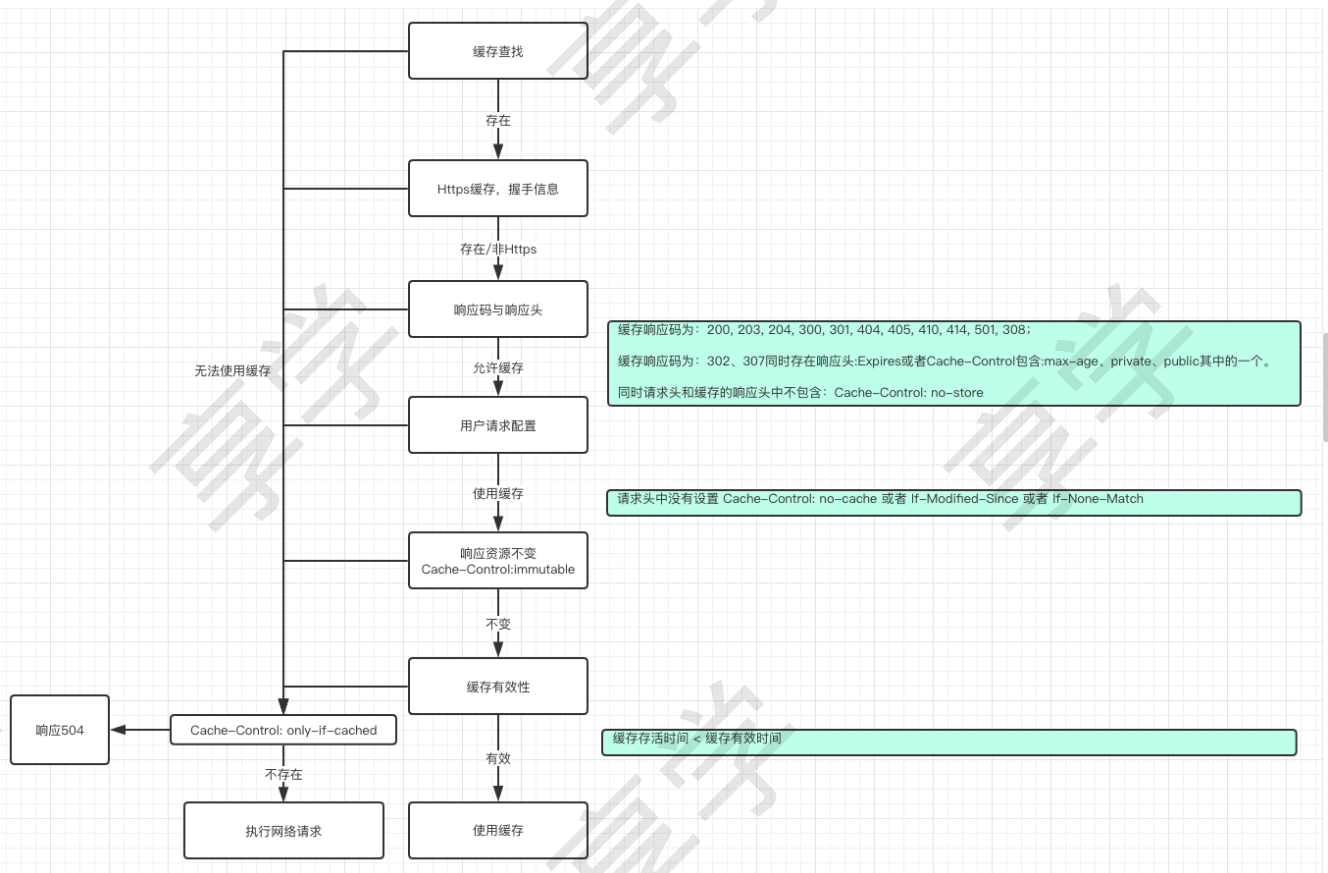 缓存查找
存在
Https缓存，握手信息
存在/非Https
响应码与响应头
缓存响应码为：200, 203, 204, 300, 301, 404, 405, 410, 414, 501, 308；
缓存响应码为：302、307同时存在响应头:Expires或者Cache-Control包含:max-age、private、public其中的一个。
同时请求头和缓存的响应头中不包含：Cache-Control: no-store
无法使用缓存
允许缓存
用户请求配置
使用缓存
请求头中没有设置 Cache-Control: no-cache 或者 If-Modified-Since 或者 If-None-Match
响应资源不变
Cache-Control:immutable
不变
缓存有效性
响应504
Cache-Control: only-if-cached
缓存存活时间 < 缓存有效时间
有效
不存在
执行网络请求
使用缓存
享学
享学
享学
享学